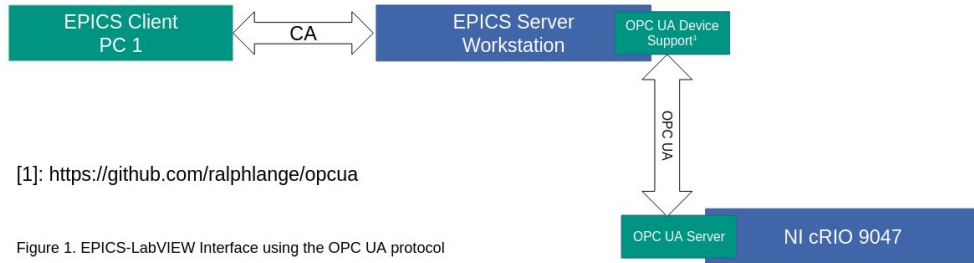 EPICS Client
PC 1
CA
EPICS Server
Workstation
OPC UA Device
Support¹
OPC UA
[1]: https://github.com/ralphlange/opcua
OPC UA Server
NI cRIO 9047
Figure 1. EPICS-LabVIEW Interface using the OPC UA protocol